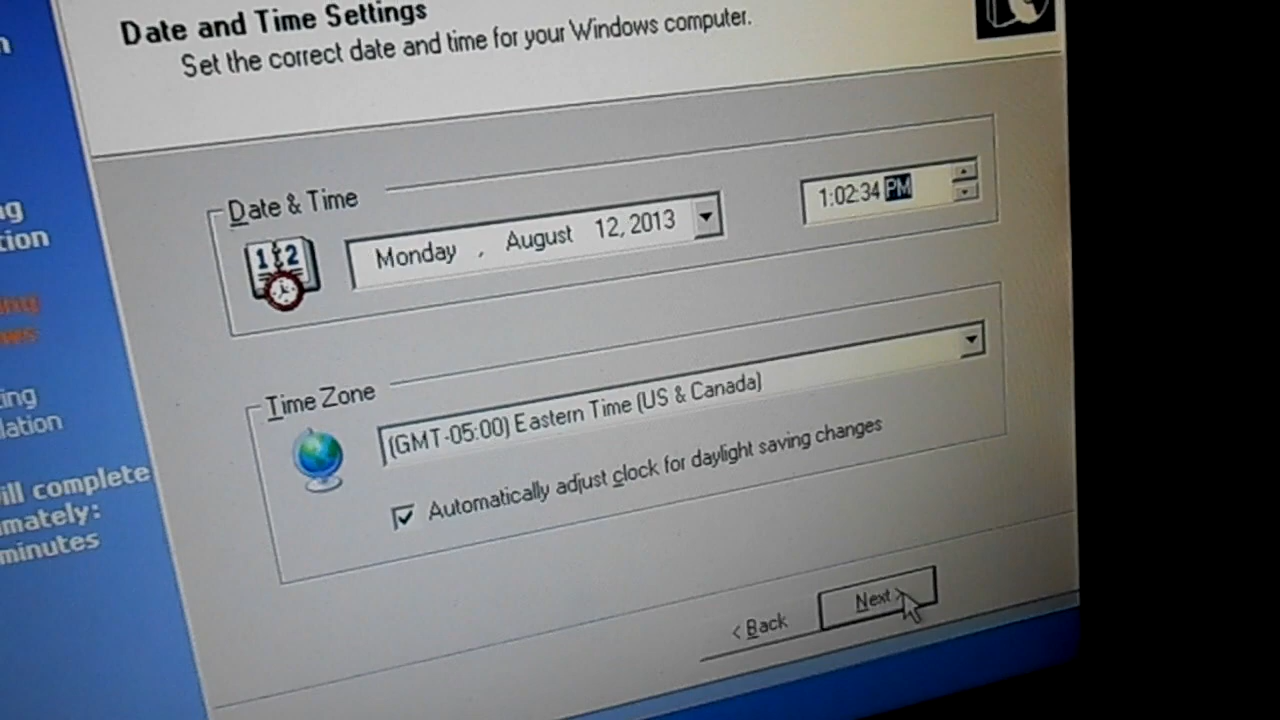 Date and Time Settings
Set the correct date and time for your Windows computer.
Date & Time
12
Monday , August 12, 2013
1:02:34 PM
Time Zone
(GMT-05:00) Eastern Time (US & Canada)
Automatically adjust clock for daylight saving changes
< Back
Next >
ill complete
mately:
minutes